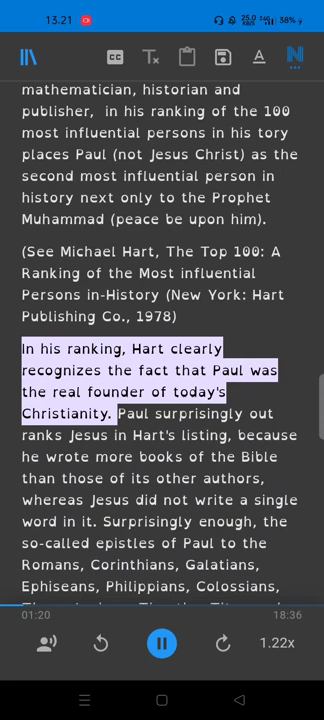 13.21
25.0 KB/S
38%
CC
mathematician, historian and
publisher, in his ranking of the 100
most influential persons in his tory
places Paul (not Jesus Christ) as the
second most influential person in
history next only to the Prophet
Muhammad (peace be upon him).
(See Michael Hart, The Top 100: A
Ranking of the Most influential
Persons in-History (New York: Hart
Publishing Co., 1978)
In his ranking, Hart clearly
recognizes the fact that Paul was
the real founder of today's
Christianity. Paul surprisingly out
ranks Jesus in Hart's listing, because
he wrote more books of the Bible
than those of its other authors,
whereas Jesus did not write a single
word in it. Surprisingly enough, the
so-called epistles of Paul to the
Romans, Corinthians, Galatians,
Ephiseans, Philippians, Colossians,
01:20
18:36
1.22x